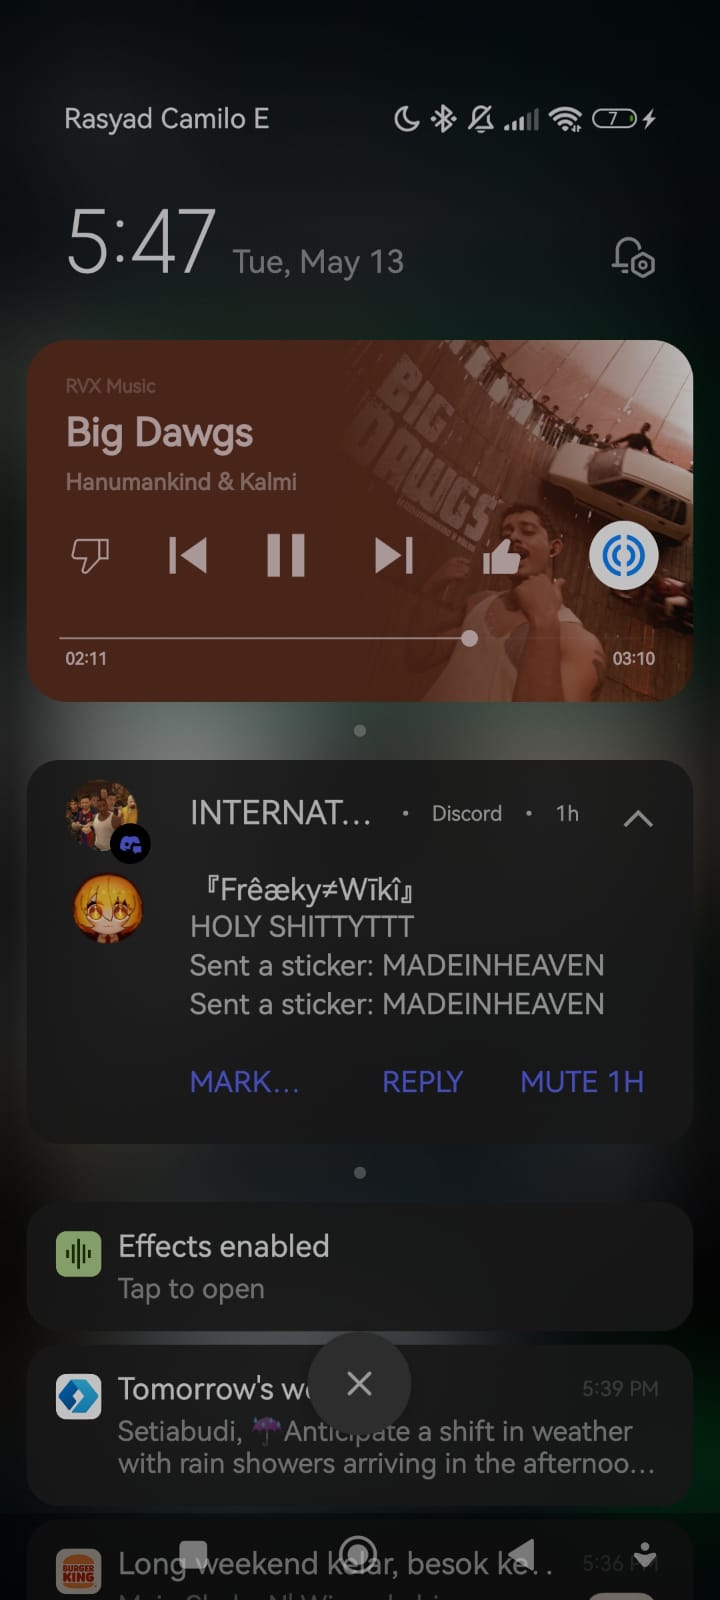 Rasyad Camilo E
7
5:47 Tue, May 13
RVX Music
Big Dawgs
Hanumankind & Kalmi
BIG
DAWGS
02:11
03:10
INTERNAT... • Discord • 1h
『Frêæky≠Wīkî』
HOLY SHITTYTTT
Sent a sticker: MADEINHEAVEN
Sent a sticker: MADEINHEAVEN
MARK...
REPLY
MUTE 1H
Effects enabled
Tap to open
Tomorrow's
5:39 PM
Setiabudi, ☔Anticipate a shift in weather
with rain showers arriving in the afternoo...
BURGER
KING
Long weekend kelar, besok ke..
5:36 PM